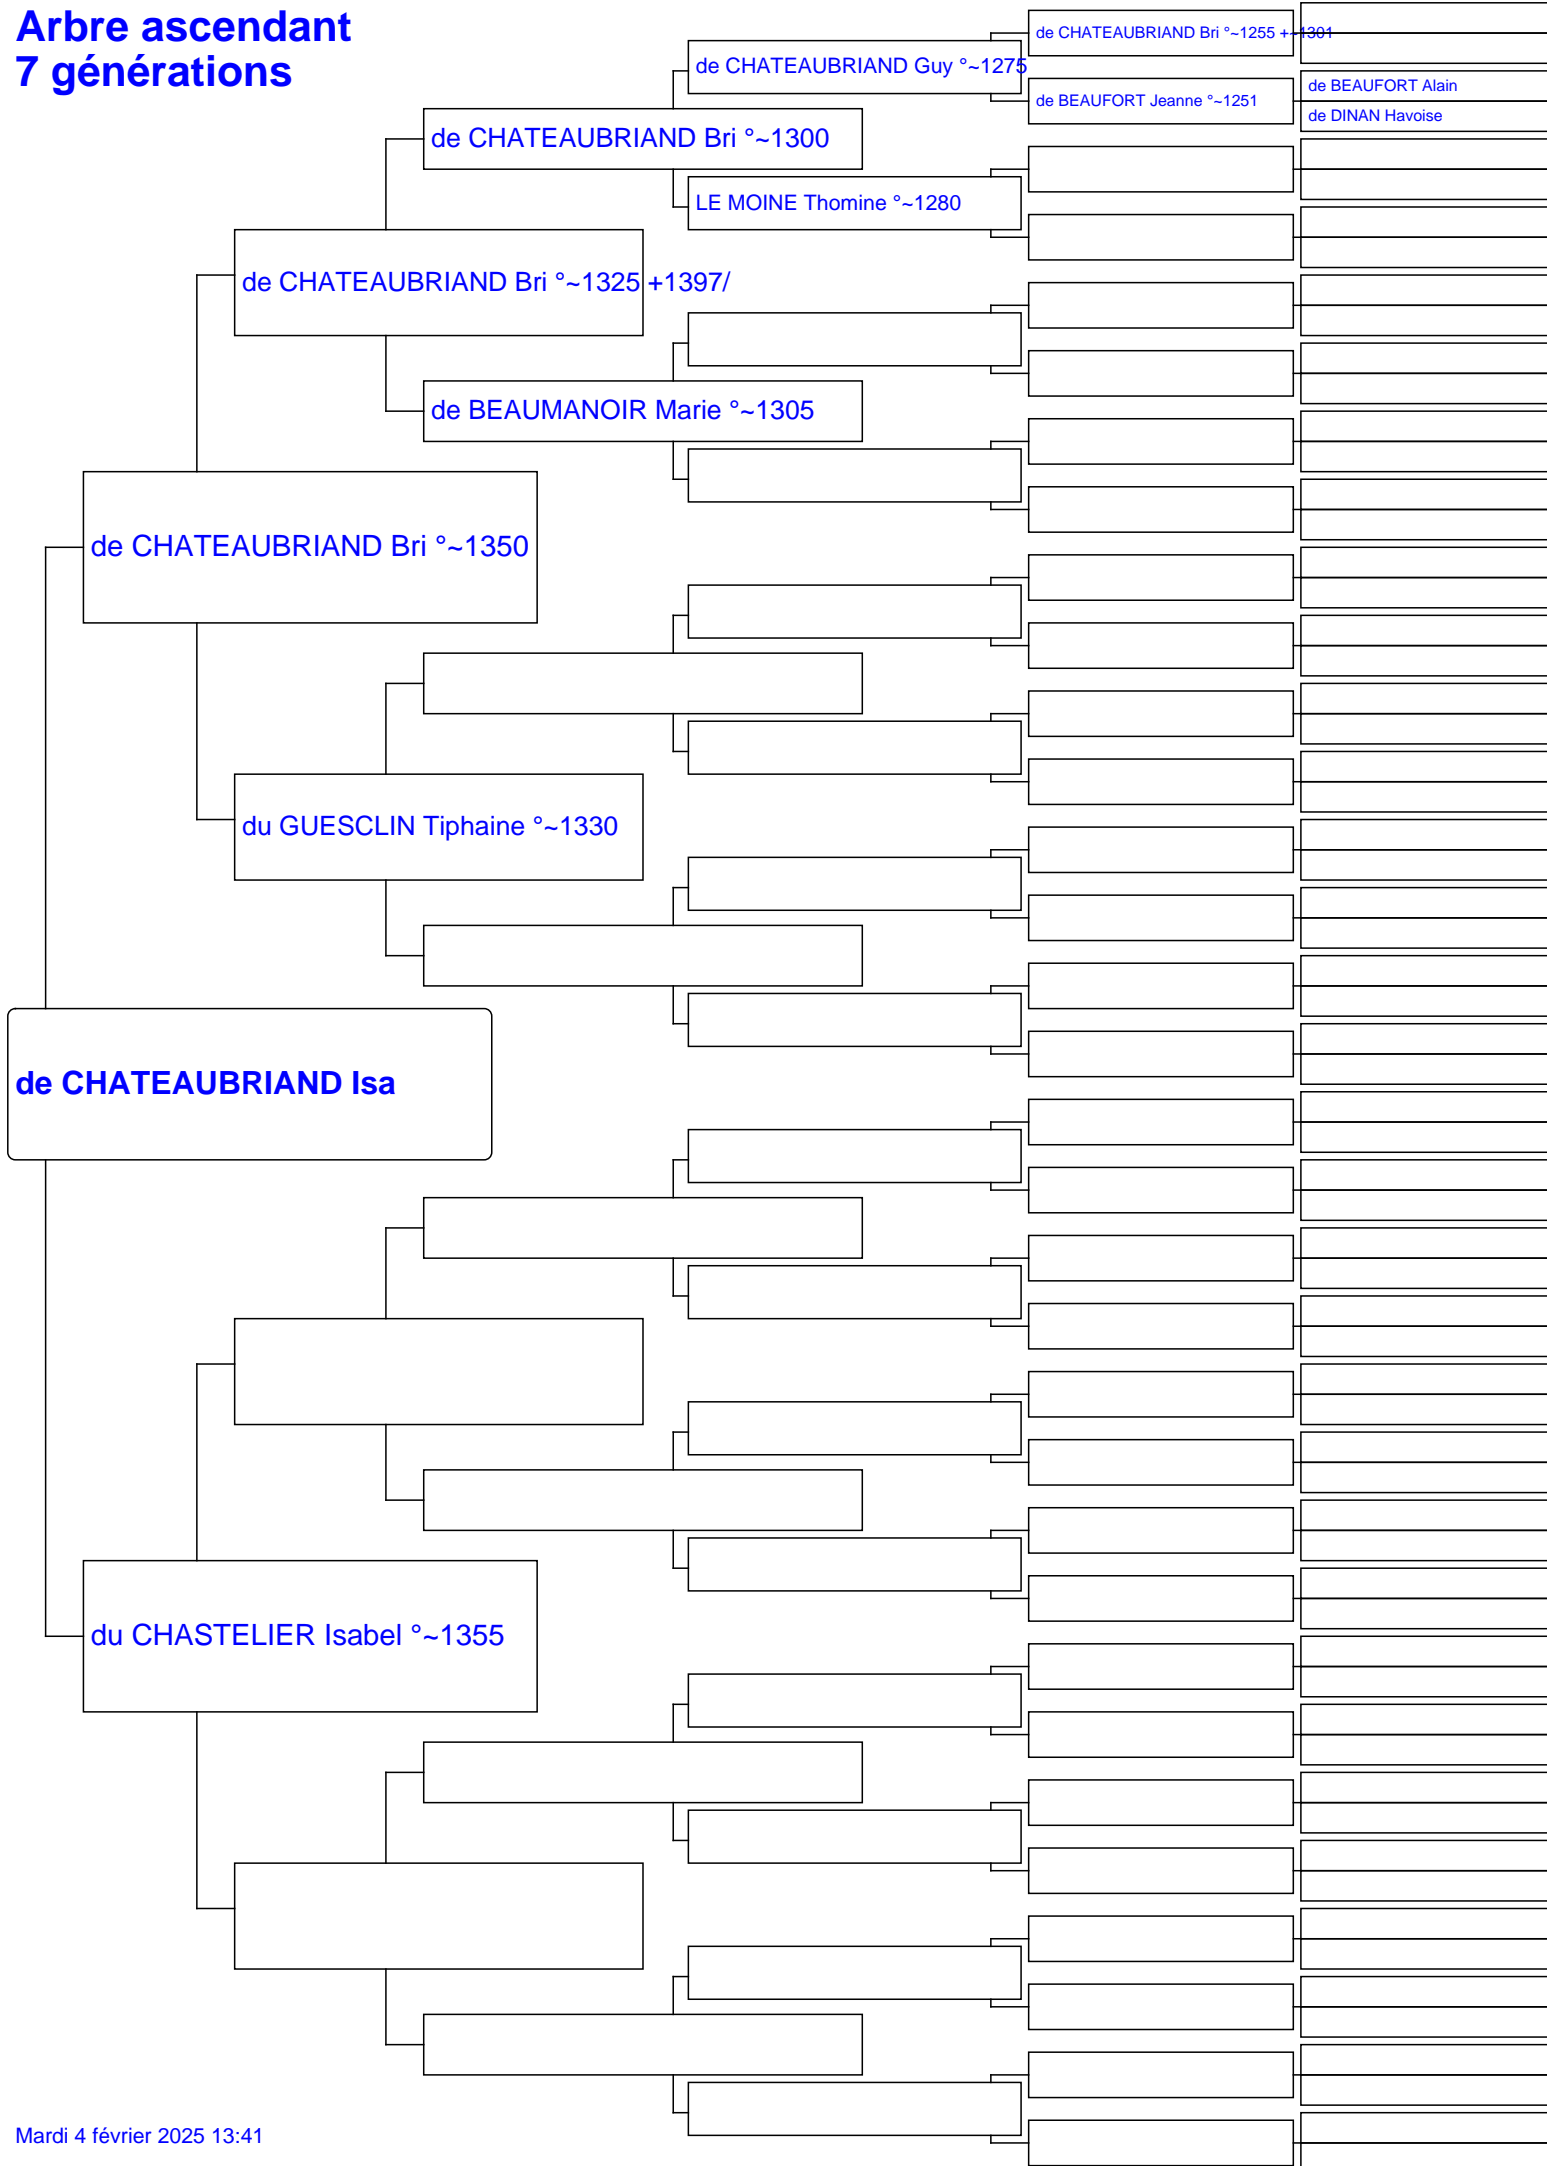 Arbre ascendant
7 générations
de CHATEAUBRIAND Bri °~1255 +~1301
de CHATEAUBRIAND Guy °~1275
de BEAUFORT Alain
de BEAUFORT Jeanne °~1251
de DINAN Havoise
de CHATEAUBRIAND Bri °~1300
LE MOINE Thomine °~1280
de CHATEAUBRIAND Bri °~1325 +1397/
de BEAUMANOIR Marie °~1305
de CHATEAUBRIAND Bri °~1350
du GUESCLIN Tiphaine °~1330
de CHATEAUBRIAND Isa
du CHASTELIER Isabel °~1355
Mardi 4 février 2025 13:41